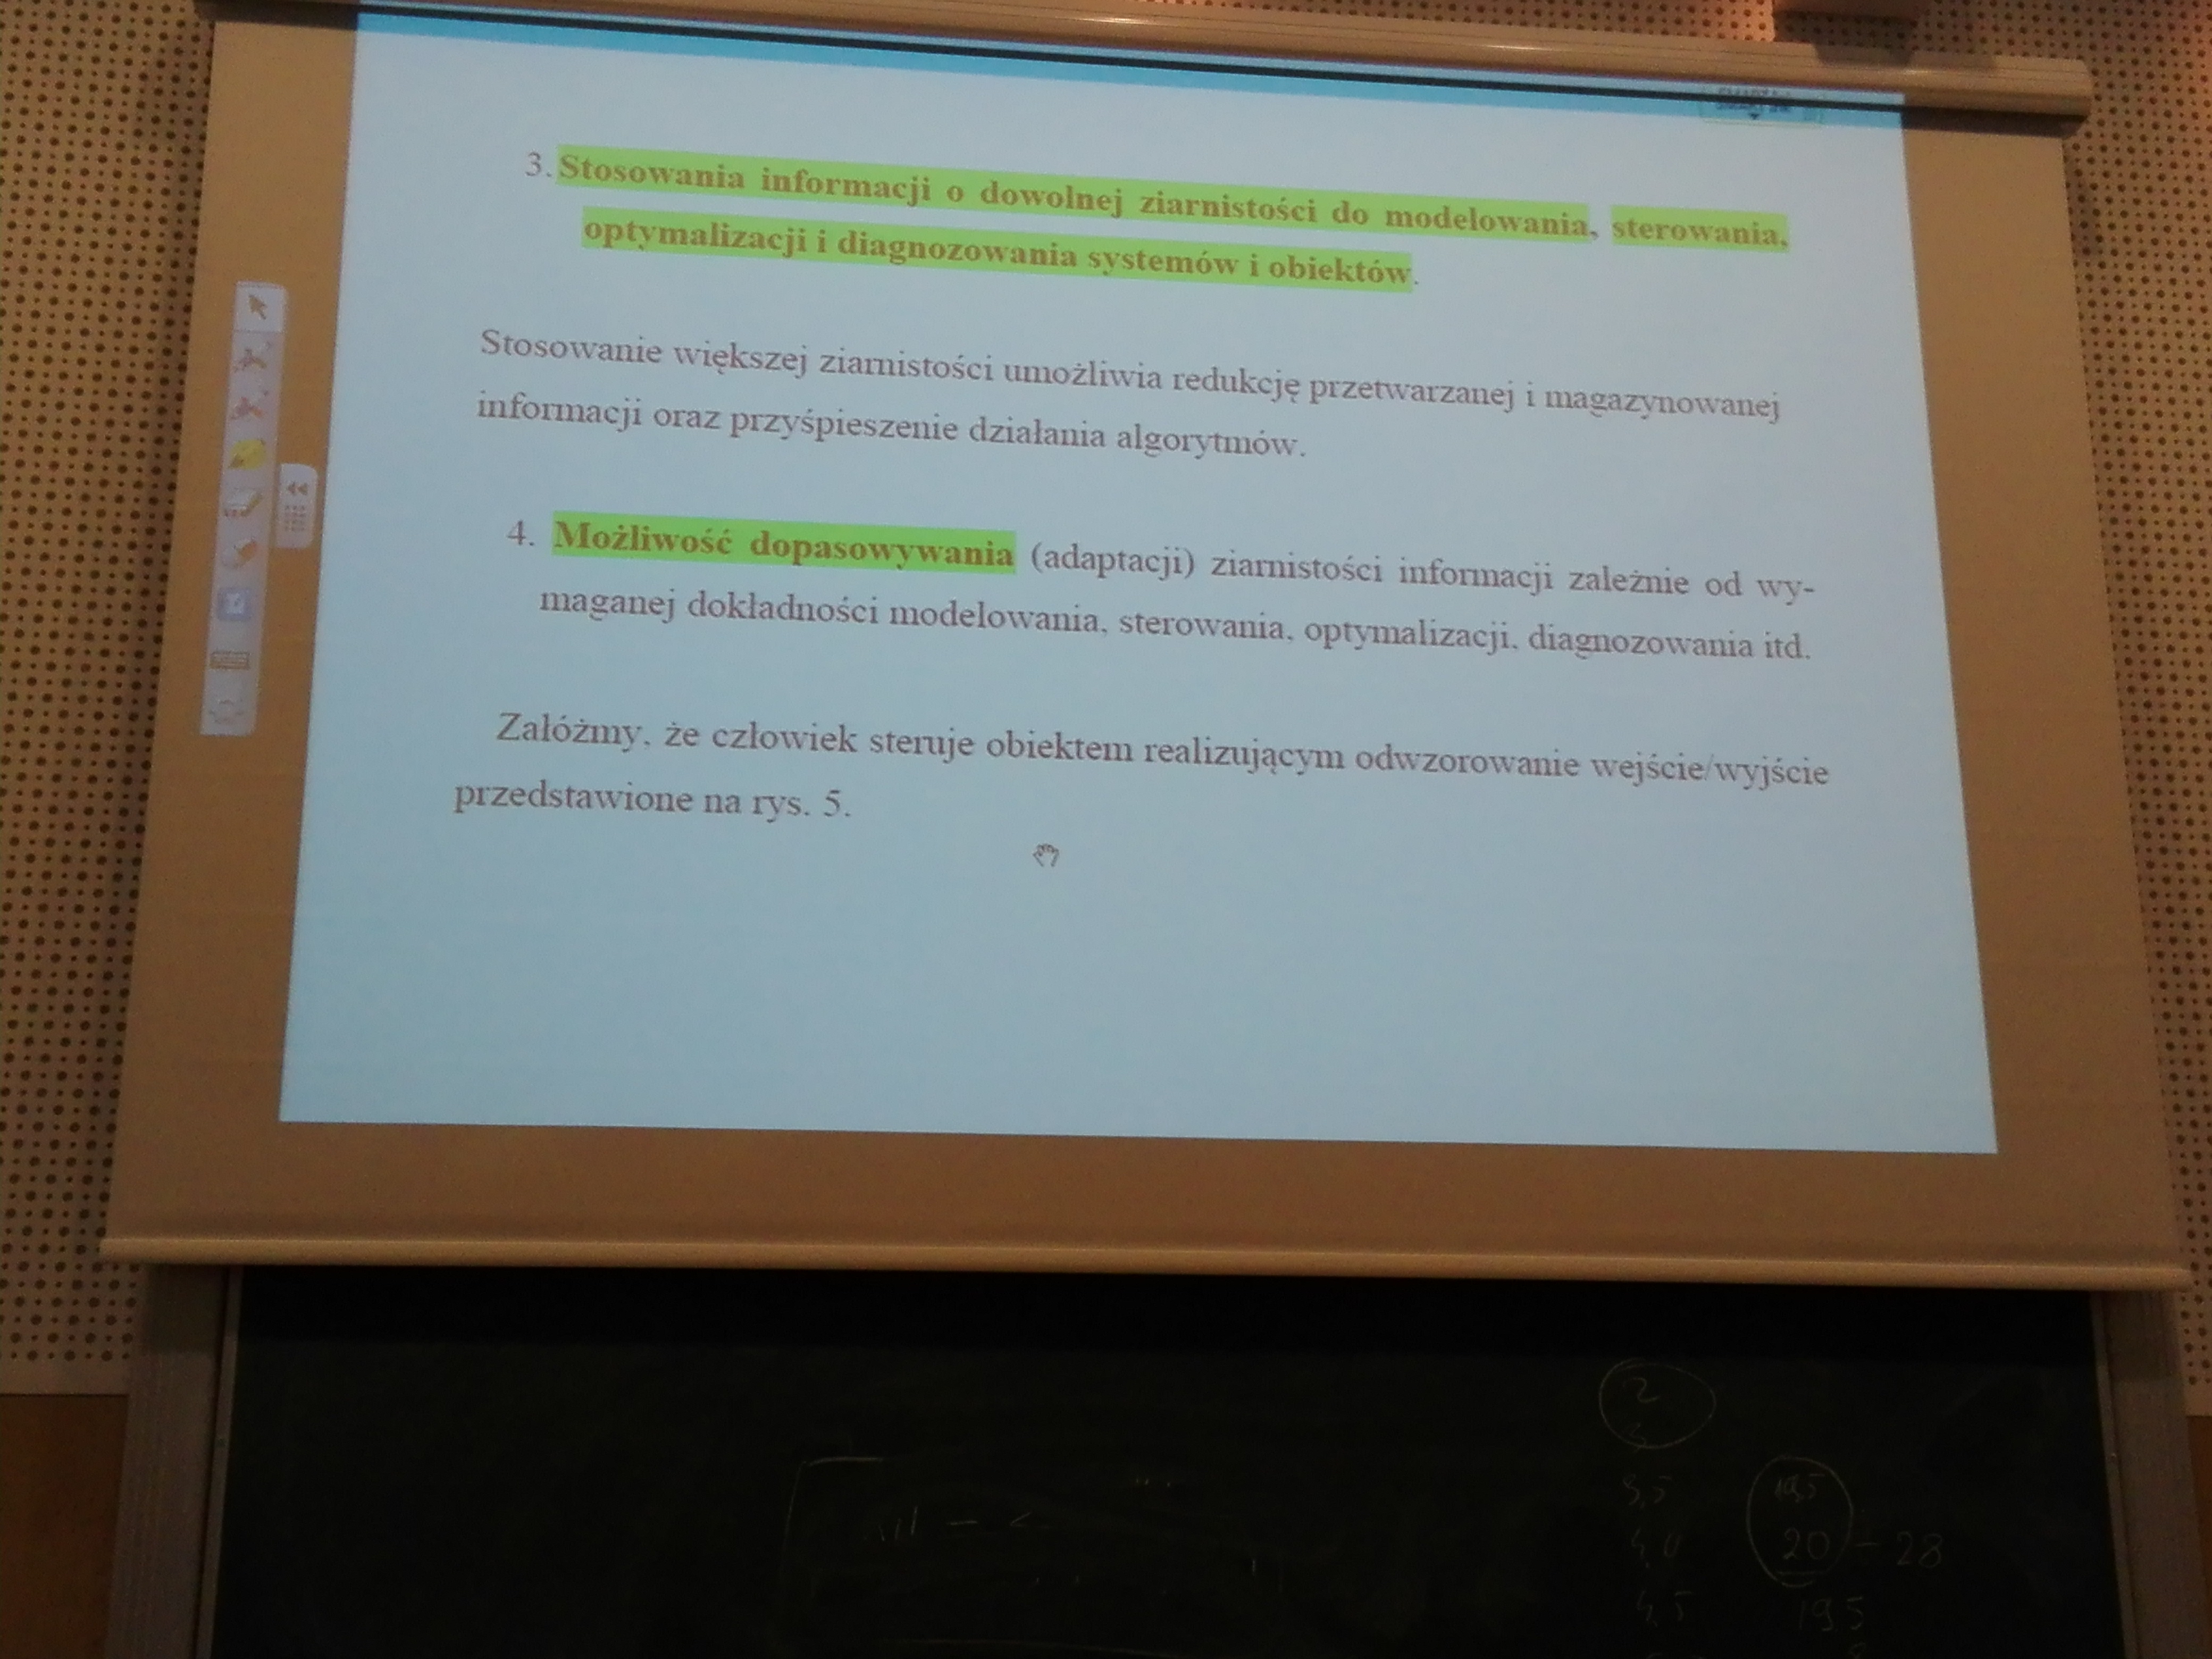 3. Stosowania informacji o dowolnej ziarnistości do modelowania, sterowania,
optymalizacji i diagnozowania systemów i obiektów.
Stosowanie większej ziarnistości umożliwia redukcję przetwarzanej i magazynowanej
informacji oraz przyśpieszenie działania algorytmów.
4. Możliwość dopasowywania (adaptacji) ziarnistości informacji zależnie od wy-
maganej dokładności modelowania, sterowania, optymalizacji, diagnozowania itd.
Załóżmy, że człowiek steruje obiektem realizującym odwzorowanie wejście/wyjście
przedstawione na rys. 5.
2
3
3,5 19,5
4,0 20 - 28
4,5 19,5